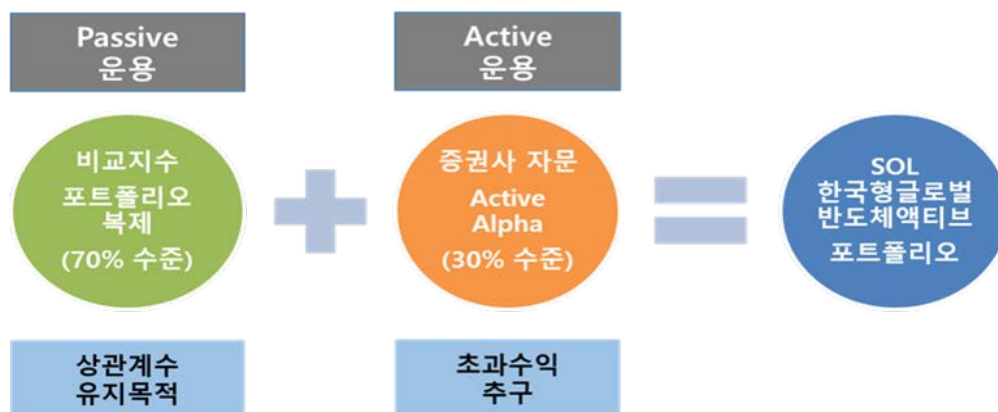 Passive
운용
Active
운용
비교지수
포트폴리오
복제
(70% 수준)
증권사 자문
Active
Alpha
(30% 수준)
SOL
한국형글로벌
반도체액티브
포트폴리오
상관계수
유지목적
초과수익
추구